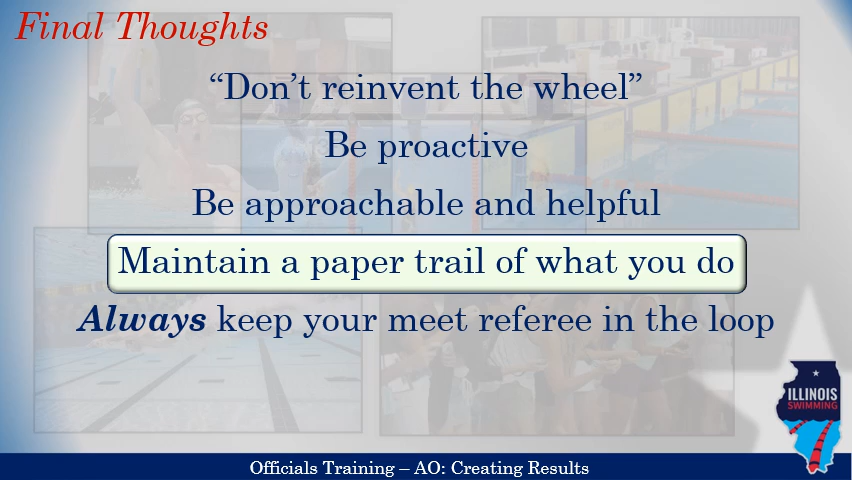 Final Thoughts
“Don’t reinvent the wheel”
Be proactive
Be approachable and helpful
Maintain a paper trail of what you do
Always keep your meet referee in the loop
ILLINOIS
SWIMMING
Officials Training – AO: Creating Results